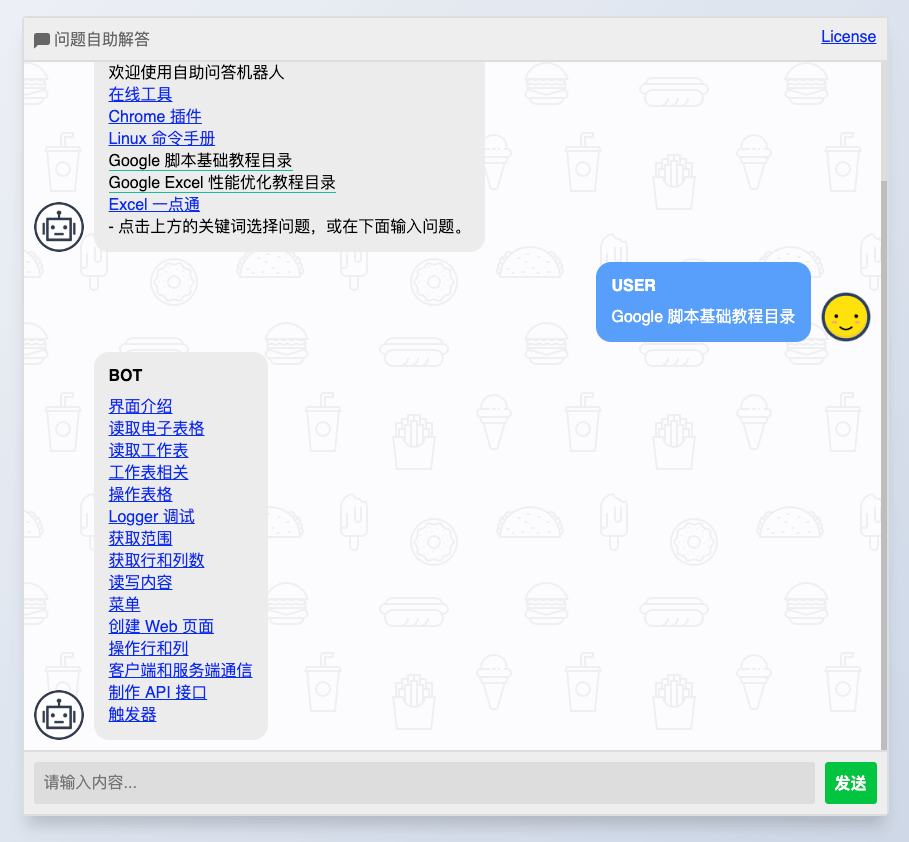 问题自助解答
License
欢迎使用自助问答机器人
在线工具
Chrome 插件
Linux 命令手册
Google 脚本基础教程目录
Google Excel 性能优化教程目录
Excel 一点通
- 点击上方的关键词选择问题，或在下面输入问题。
USER
Google 脚本基础教程目录
BOT
界面介绍
读取电子表格
读取工作表
工作表相关
操作表格
Logger 调试
获取范围
获取行和列数
读写内容
菜单
创建 Web 页面
操作行和列
客户端和服务端通信
制作 API 接口
触发器
请输入内容...
发送